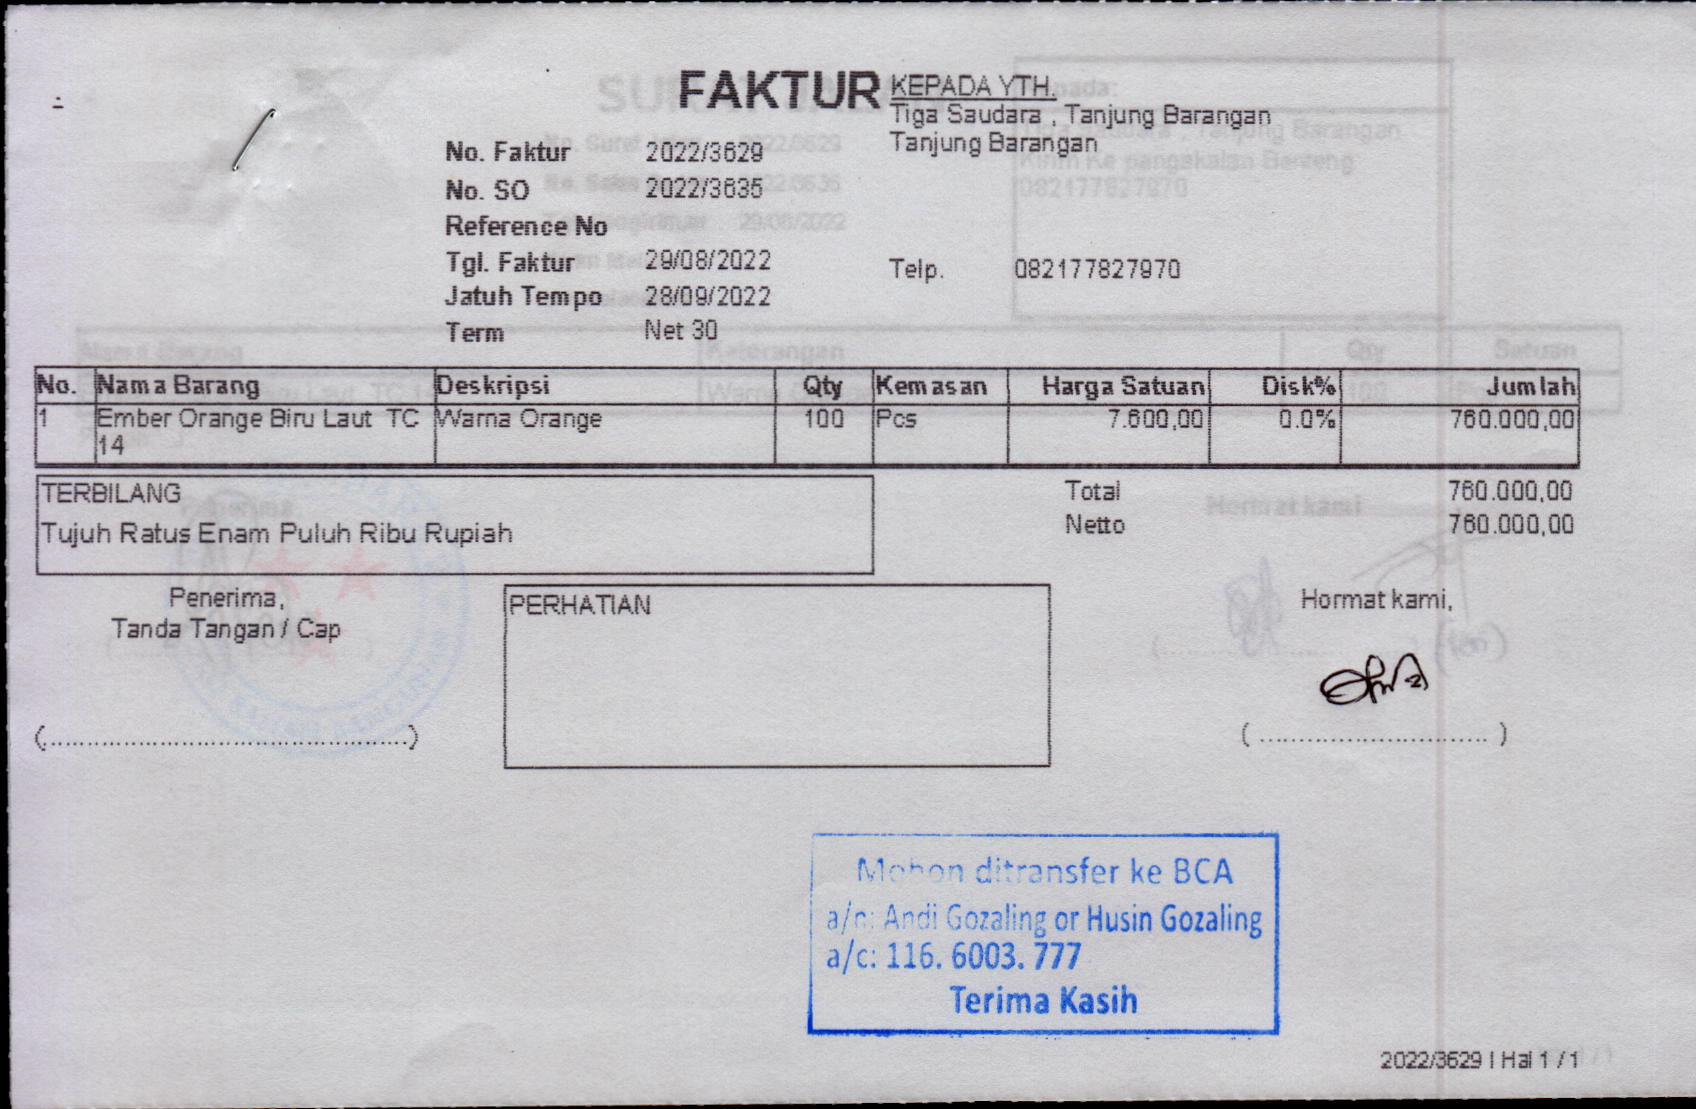 FAKTUR
KEPADA YTH.
Tiga Saudara , Tanjung Barangan
Tanjung Barangan
No. Faktur 2022/3629
No. SO 2022/3635
Reference No
Tgl. Faktur 29/08/2022
Telp. 082177827970
Jatuh Tempo 28/09/2022
Term Net 30
No. Nama Barang Deskripsi Qty Kemasan Harga Satuan Disk% Jumlah
1 Ember Orange Biru Laut TC Warna Orange 100 Pcs 7.600,00 0.0% 760.000,00
14
TERBILANG
Tujuh Ratus Enam Puluh Ribu Rupiah
Total 760.000,00
Netto 760.000,00
Penerima,
Tanda Tangan / Cap
(..............................................)
PERHATIAN
Hormat kami,
( ............................. )
Mohon ditransfer ke BCA
a/n: Andi Gozaling or Husin Gozaling
a/c: 116. 6003. 777
Terima Kasih
2022/3629 | Hal 1 / 1